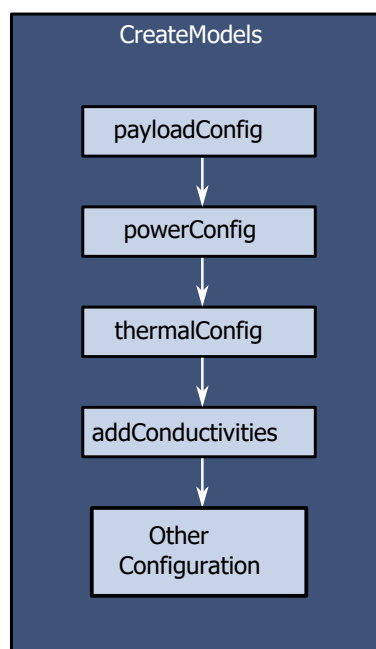 CreateModels
payloadConfig
powerConfig
thermalConfig
addConductivities
Other
Configuration